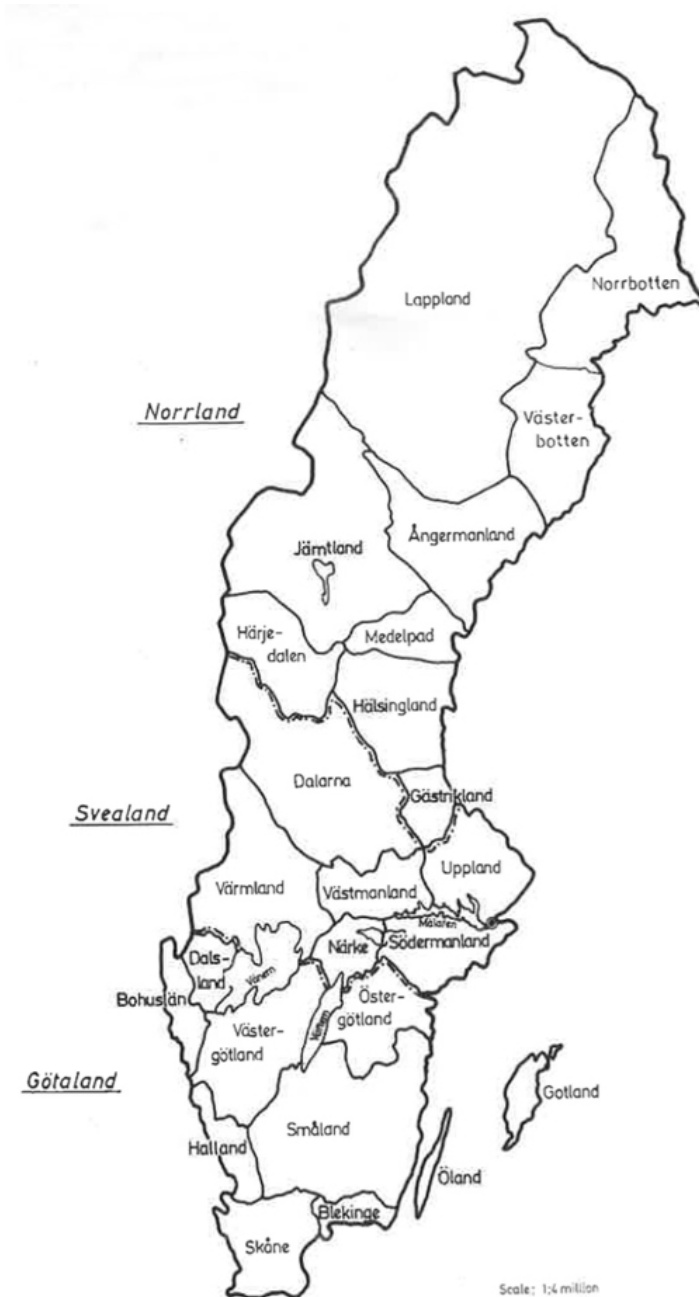 Lappland
Norrbotten
Norrland
Väster-
botten
Ångermanland
Jämtland
Härje-
dalen
Medelpad
Hälsingland
Dalarna
Gästrikland
Svealand
Uppland
Värmland
Västmanland
Mälaren
Närke
Södermanland
Dals-
land
Vänern
Bohuslän
Öster-
götland
Väster-
götland
Vättern
Götaland
Gotland
Småland
Halland
Öland
Blekinge
Skåne
Scale: 1:4 million